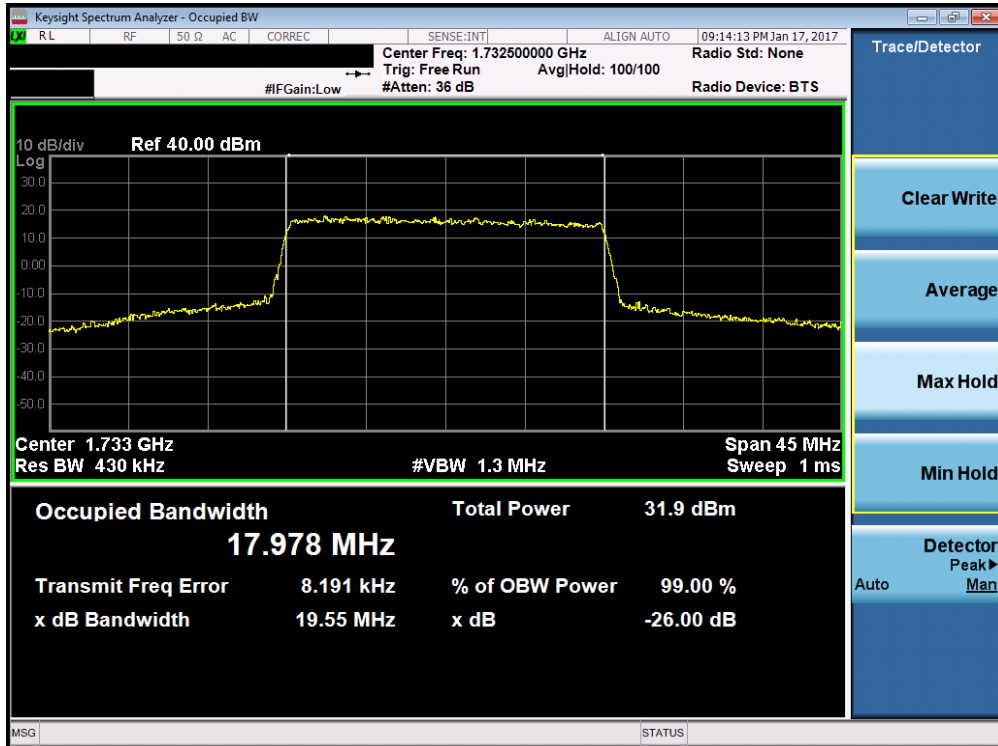 Keysight Spectrum Analyzer - Occupied BW
LXI RL RF 50 Ω AC CORREC SENSE:INT ALIGN AUTO 09:14:13 PM Jan 17, 2017
Center Freq: 1.732500000 GHz Radio Std: None
Trig: Free Run Avg|Hold: 100/100
#IFGain:Low #Atten: 36 dB Radio Device: BTS
Trace/Detector
10 dB/div Ref 40.00 dBm
Log
30.0
20.0
10.0
0.00
-10.0
-20.0
-30.0
-40.0
-50.0
Center 1.733 GHz Span 45 MHz
Res BW 430 kHz #VBW 1.3 MHz Sweep 1 ms
Clear Write
Average
Max Hold
Min Hold
Detector
Peak▶
Auto Man
Occupied Bandwidth Total Power 31.9 dBm
17.978 MHz
Transmit Freq Error 8.191 kHz % of OBW Power 99.00 %
x dB Bandwidth 19.55 MHz x dB -26.00 dB
MSG STATUS